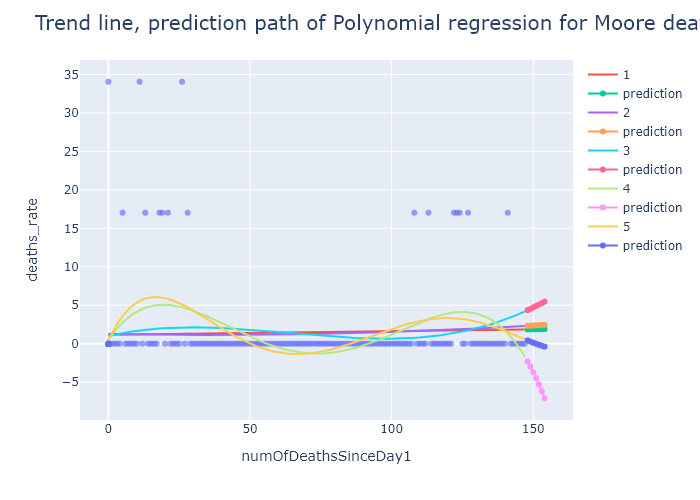 Trend line, prediction path of Polynomial regression for Moore dea
35
30
25
20
15
10
5
0
−5
deaths_rate
0
50
100
150
numOfDeathsSinceDay1
1
prediction
2
prediction
3
prediction
4
prediction
5
prediction